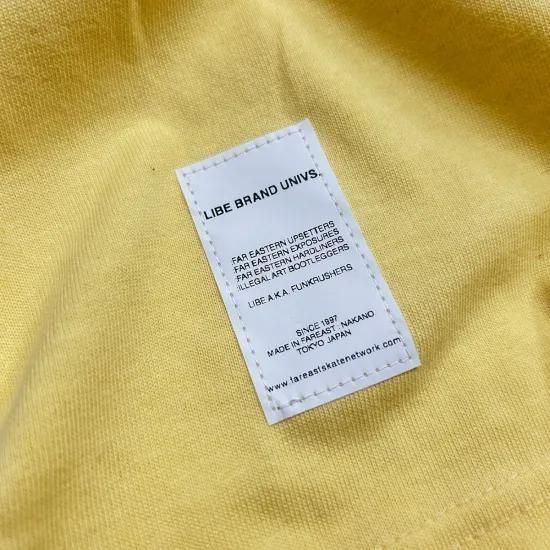 LIBE BRAND UNIVS.
FAR EASTERN UPSETTERS
FAR EASTERN EXPOSURES
FAR EASTERN HARDLINERS
ILLEGAL ART BOOTLEGGERS
LIBE A.K.A. FUNKRUSHERS
SINCE 1997
MADE IN FAREAST : NAKANO
TOKYO JAPAN
www.fareastskatenetwork.com